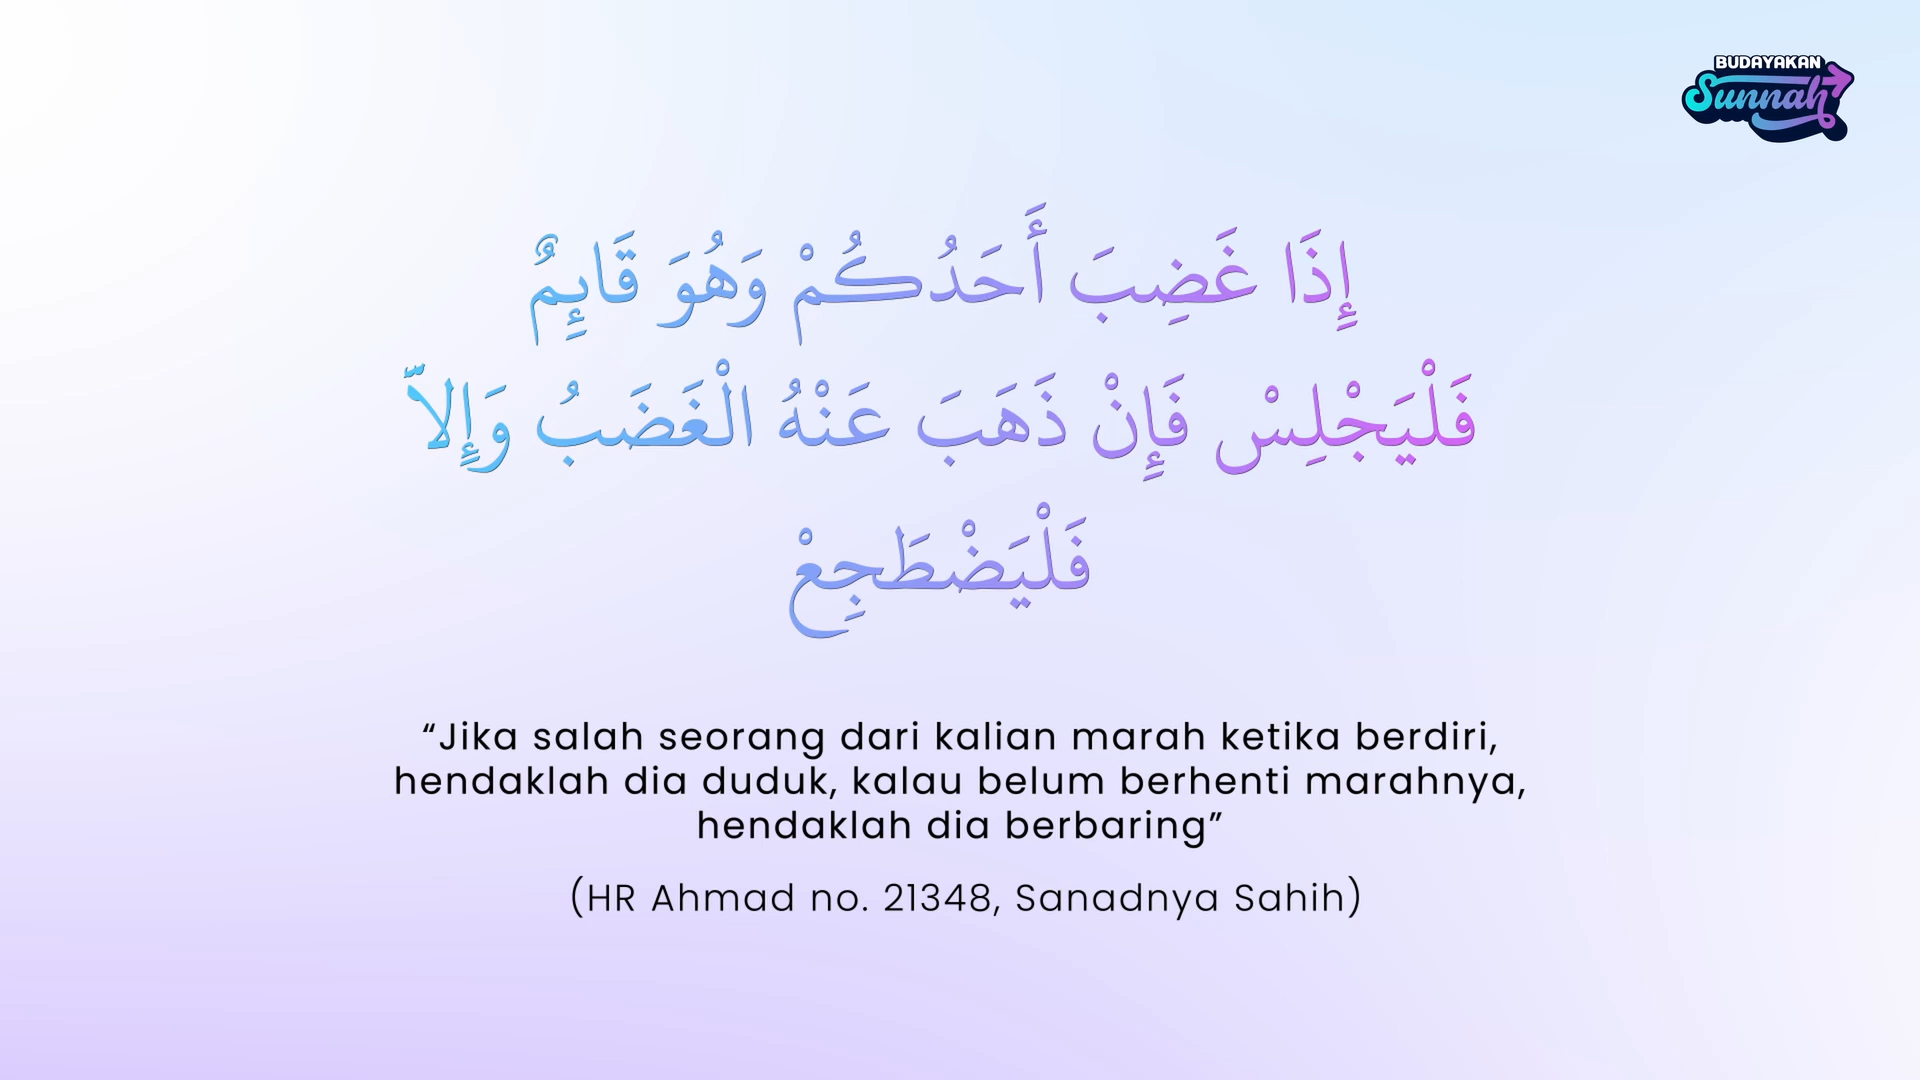 BUDAYAKAN
Sunnah
إِذَا غَضِبَ أَحَدُكُمْ وَهُوَ قَائِمٌ
فَلْيَجْلِسْ فَإِنْ ذَهَبَ عَنْهُ الْغَضَبُ وَإِلاَّ
فَلْيَضْطَجِعْ
“Jika salah seorang dari kalian marah ketika berdiri,
hendaklah dia duduk, kalau belum berhenti marahnya,
hendaklah dia berbaring”
(HR Ahmad no. 21348, Sanadnya Sahih)